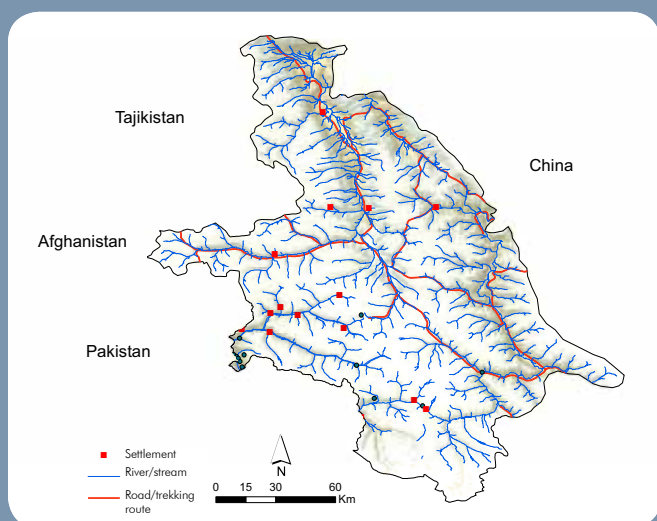 Tajikistan
China
Afghanistan
Pakistan
Settlement
River/stream
Road/trekking
route
N
0 15 30 60
Km